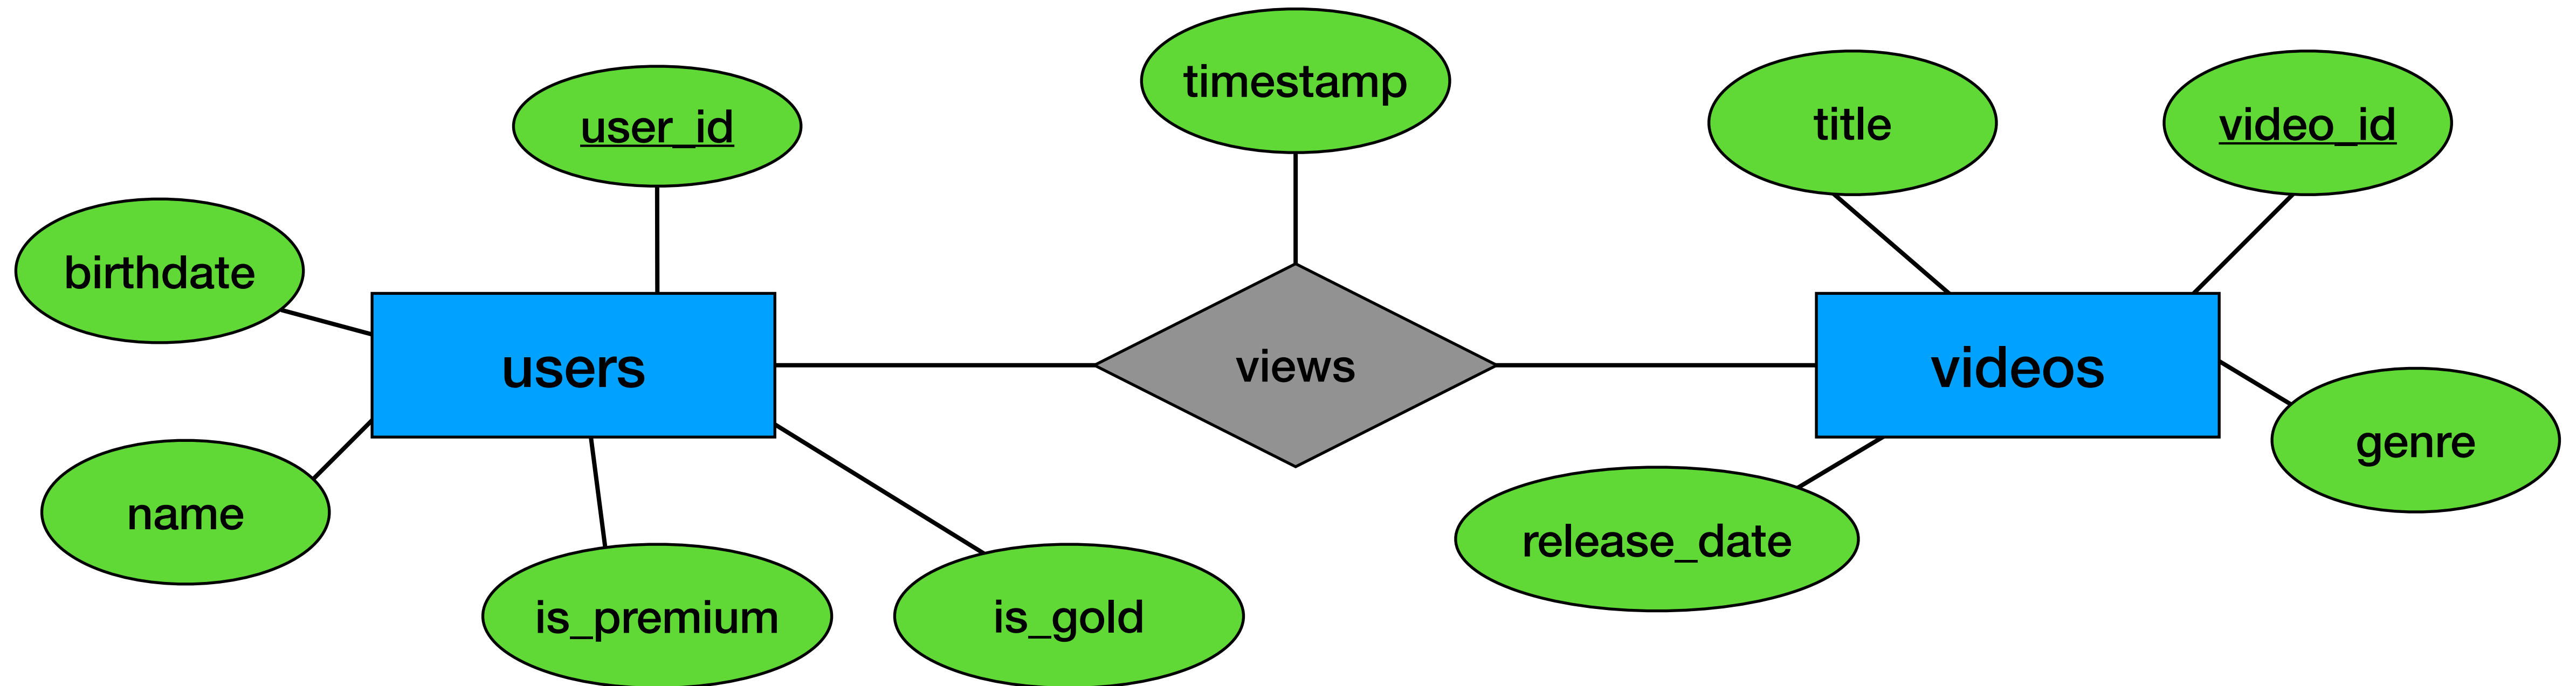 timestamp
title
video_id
user_id
birthdate
users
views
videos
genre
name
release_date
is_premium
is_gold